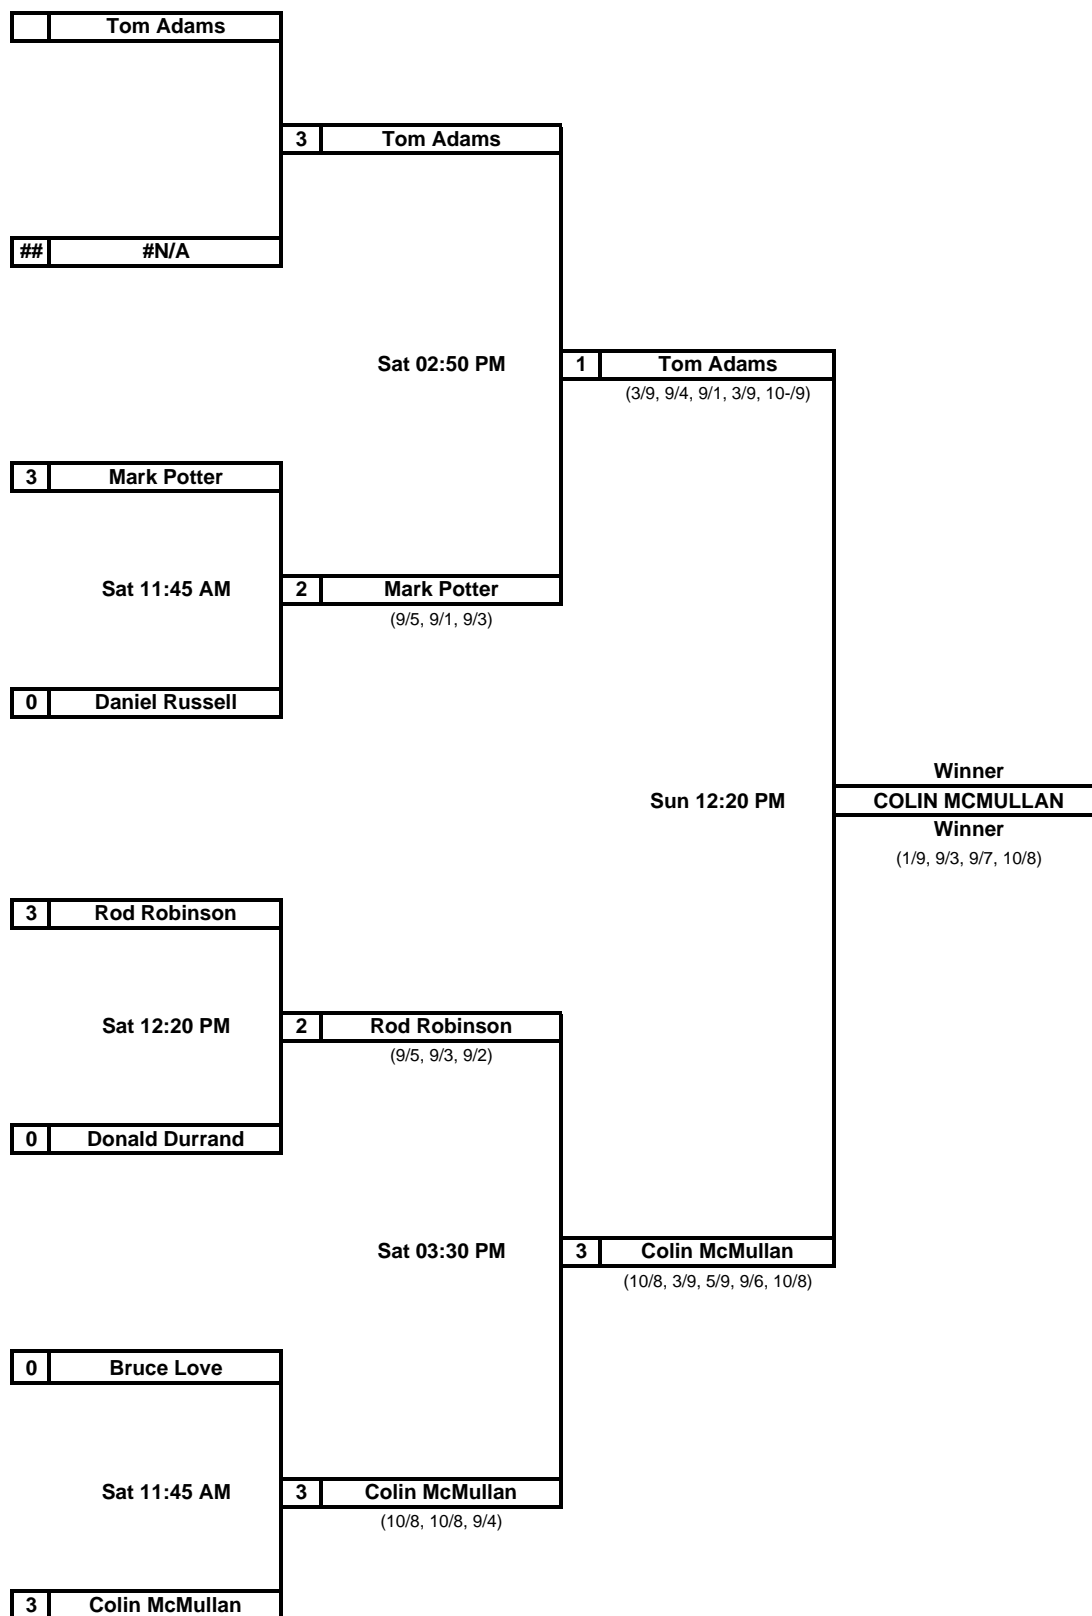 Tom Adams
3 Tom Adams
## #N/A
Sat 02:50 PM
1 Tom Adams
(3/9, 9/4, 9/1, 3/9, 10-/9)
3 Mark Potter
Sat 11:45 AM
2 Mark Potter
(9/5, 9/1, 9/3)
0 Daniel Russell
Winner
Sun 12:20 PM
COLIN MCMULLAN
Winner
(1/9, 9/3, 9/7, 10/8)
3 Rod Robinson
Sat 12:20 PM
2 Rod Robinson
(9/5, 9/3, 9/2)
0 Donald Durrand
Sat 03:30 PM
3 Colin McMullan
(10/8, 3/9, 5/9, 9/6, 10/8)
0 Bruce Love
Sat 11:45 AM
3 Colin McMullan
(10/8, 10/8, 9/4)
3 Colin McMullan